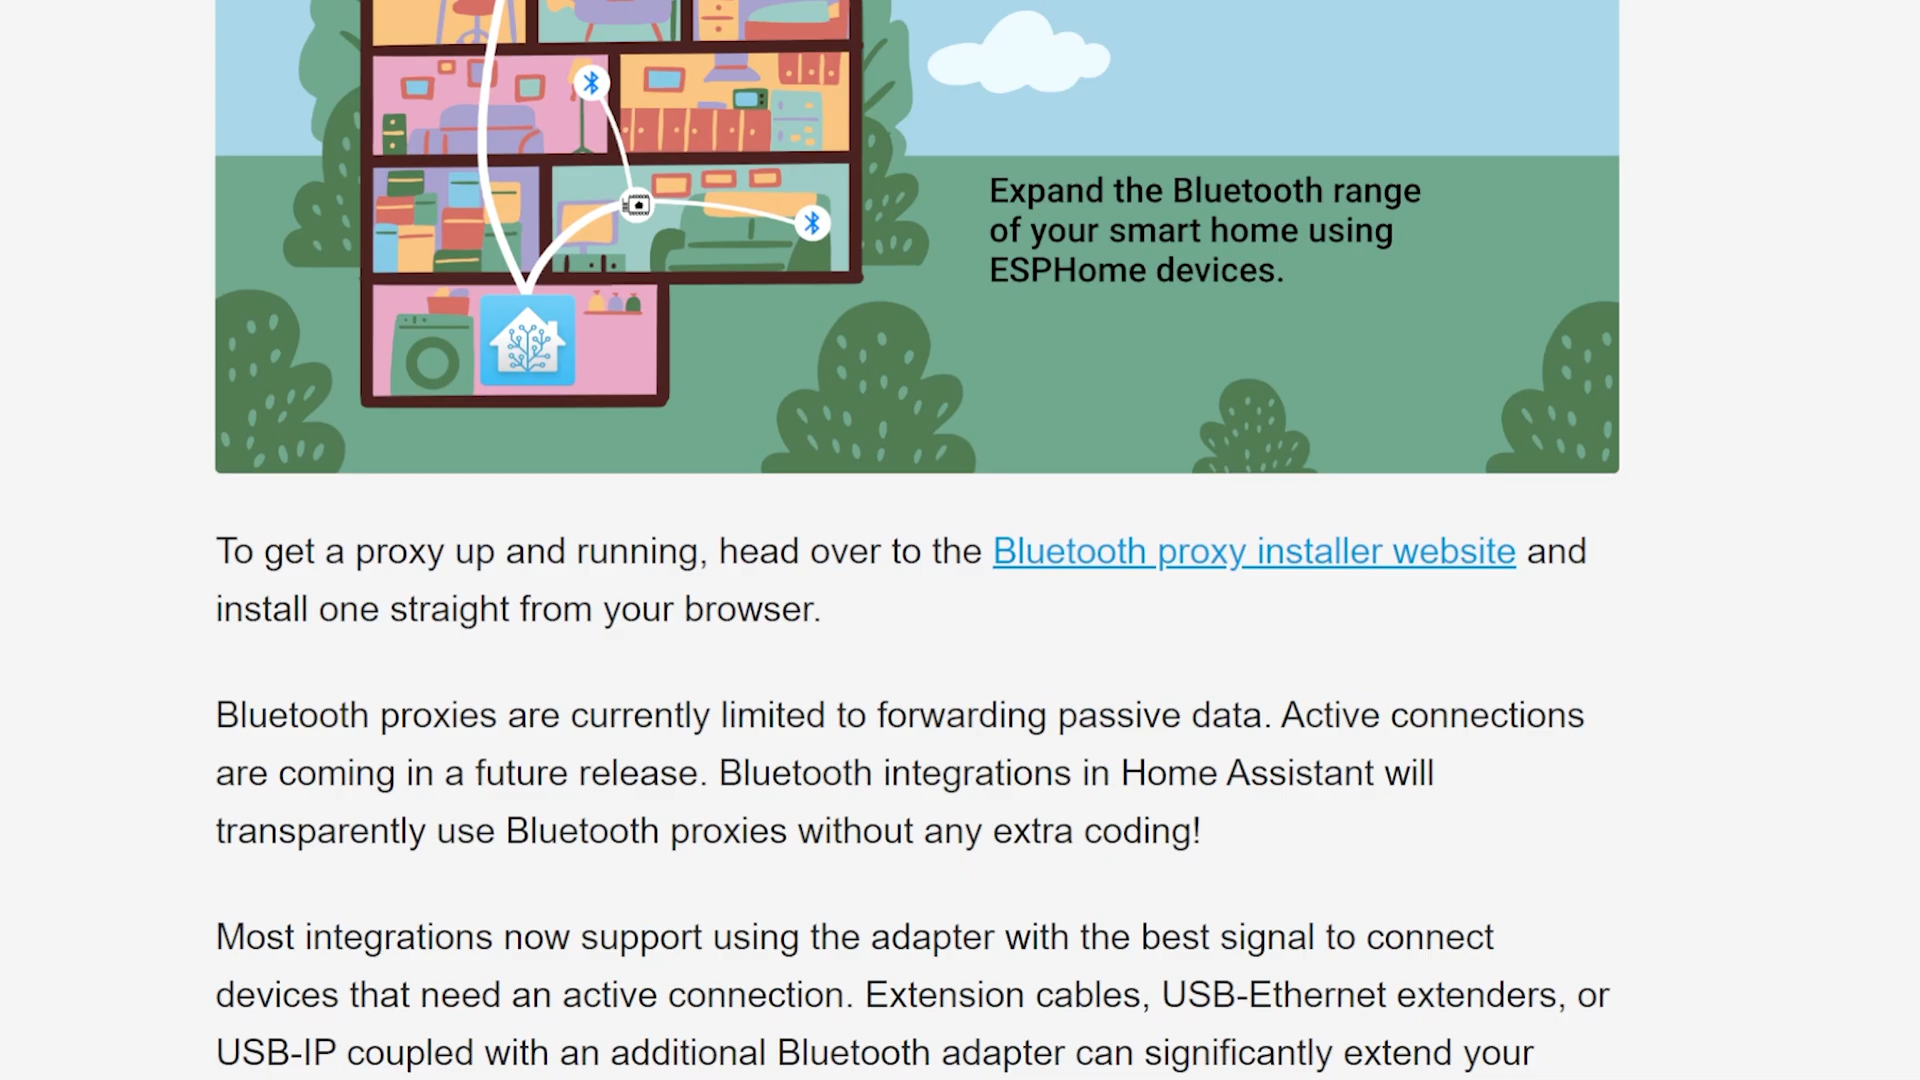 Expand the Bluetooth range
of your smart home using
ESPHome devices.
To get a proxy up and running, head over to the Bluetooth proxy installer website and
install one straight from your browser.
Bluetooth proxies are currently limited to forwarding passive data. Active connections
are coming in a future release. Bluetooth integrations in Home Assistant will
transparently use Bluetooth proxies without any extra coding!
Most integrations now support using the adapter with the best signal to connect
devices that need an active connection. Extension cables, USB-Ethernet extenders, or
USB-IP coupled with an additional Bluetooth adapter can significantly extend your